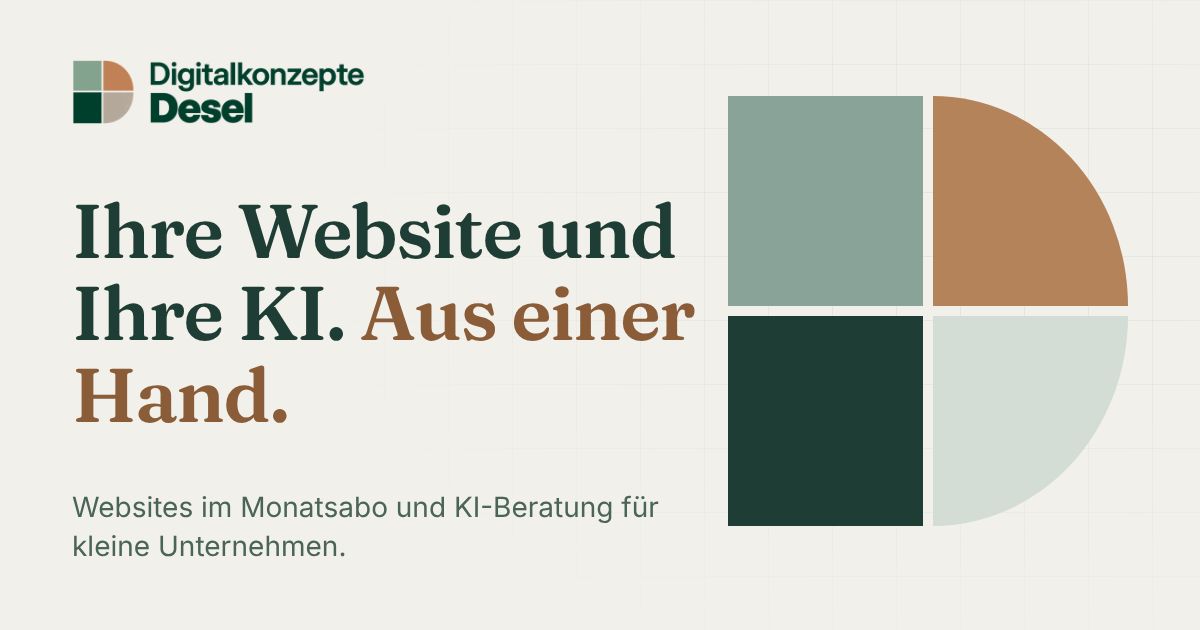 Digitalkonzepte
Desel
Ihre Website und
Ihre KI. Aus einer
Hand.
Websites im Monatsabo und KI-Beratung für
kleine Unternehmen.